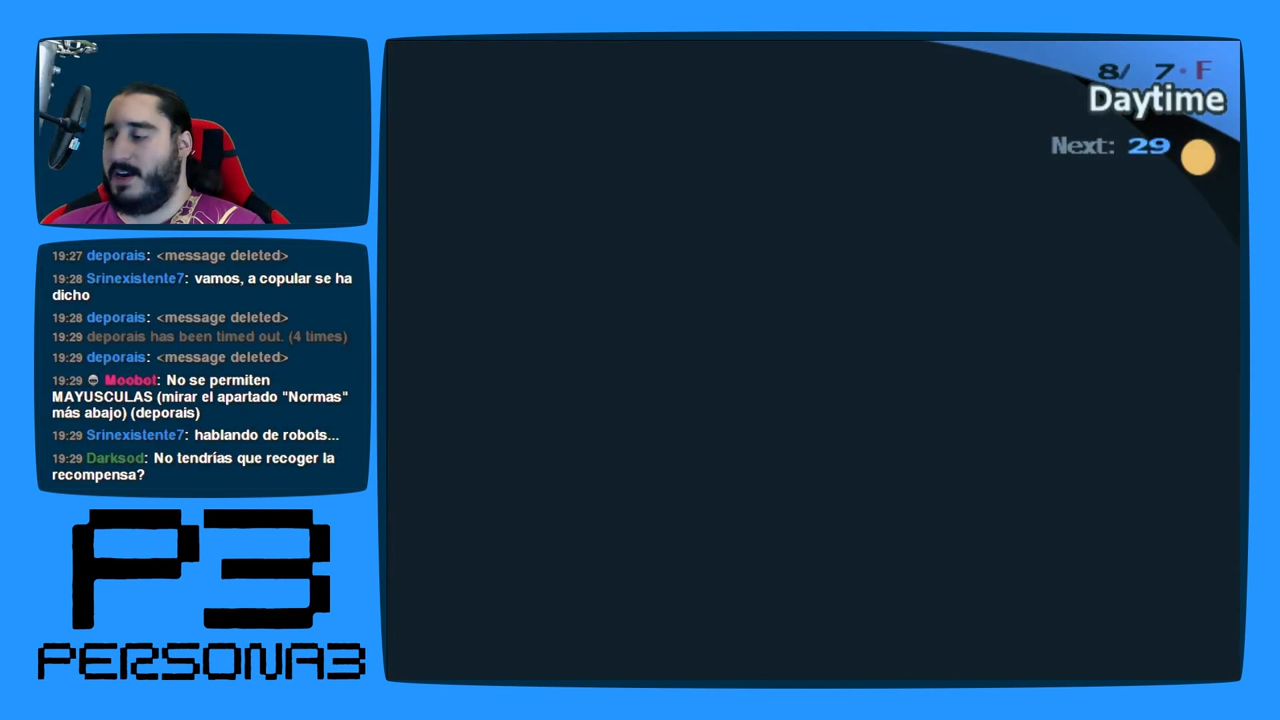 8/ 7·F
Daytime
Next: 29
19:27 deporais: <message deleted>
19:28 Srinexistente7: vamos, a copular se ha
dicho
19:28 deporais: <message deleted>
19:29 deporais has been timed out. (4 times)
19:29 deporais: <message deleted>
19:29 Moobot: No se permiten
MAYUSCULAS (mirar el apartado "Normas"
más abajo) (deporais)
19:29 Srinexistente7: hablando de robots...
19:29 Darksod: No tendrías que recoger la
recompensa?
P3
PERSONA3